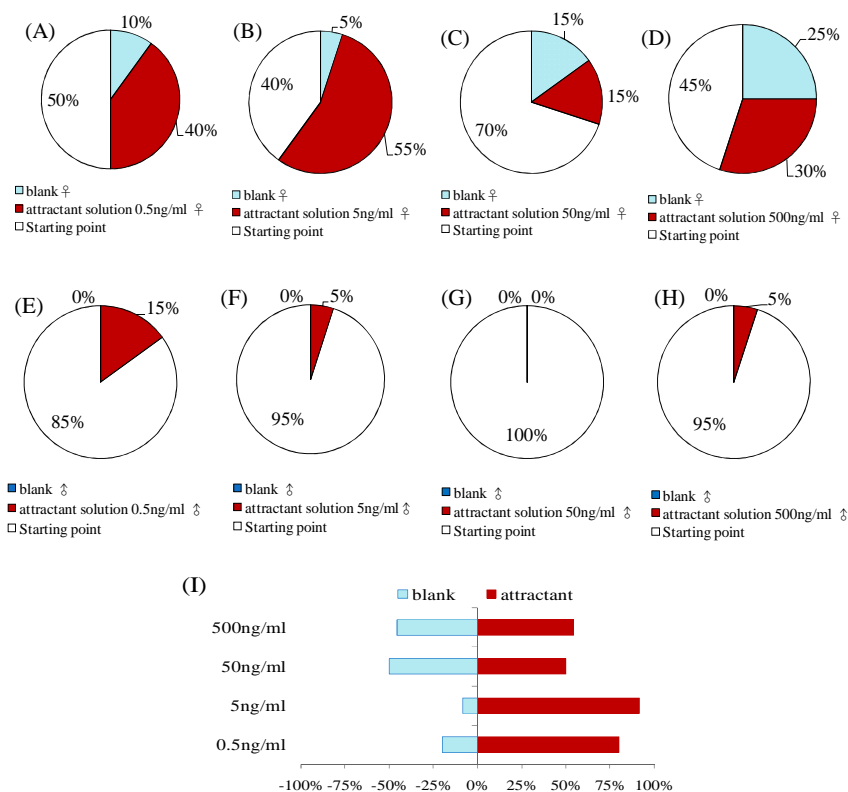 (A)
10%
50%
40%
blank ♀
attractant solution 0.5ng/ml ♀
Starting point
(B)
5%
40%
55%
blank ♀
attractant solution 5ng/ml ♀
Starting point
(C)
15%
15%
70%
blank ♀
attractant solution 50ng/ml ♀
Starting point
(D)
25%
45%
30%
blank ♀
attractant solution 500ng/ml ♀
Starting point
(E)
0%
15%
85%
blank ♂
attractant solution 0.5ng/ml ♂
Starting point
(F)
0%
5%
95%
blank ♂
attractant solution 5ng/ml ♂
Starting point
(G)
0% 0%
100%
blank ♂
attractant solution 50ng/ml ♂
Starting point
(H)
0%
5%
95%
blank ♂
attractant solution 500ng/ml ♂
Starting point
(I)
blank attractant
500ng/ml
50ng/ml
5ng/ml
0.5ng/ml
-100% -75% -50% -25% 0% 25% 50% 75% 100%